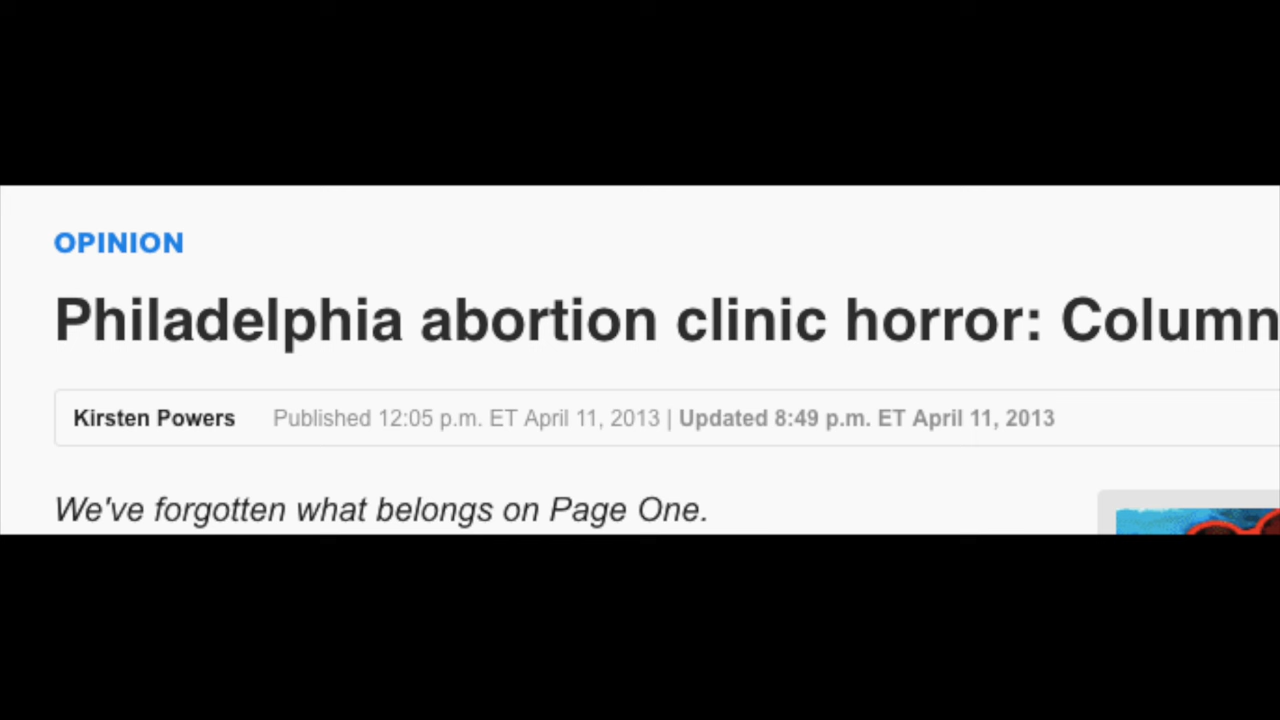 OPINION
Philadelphia abortion clinic horror: Column
Kirsten Powers Published 12:05 p.m. ET April 11, 2013 | Updated 8:49 p.m. ET April 11, 2013
We've forgotten what belongs on Page One.